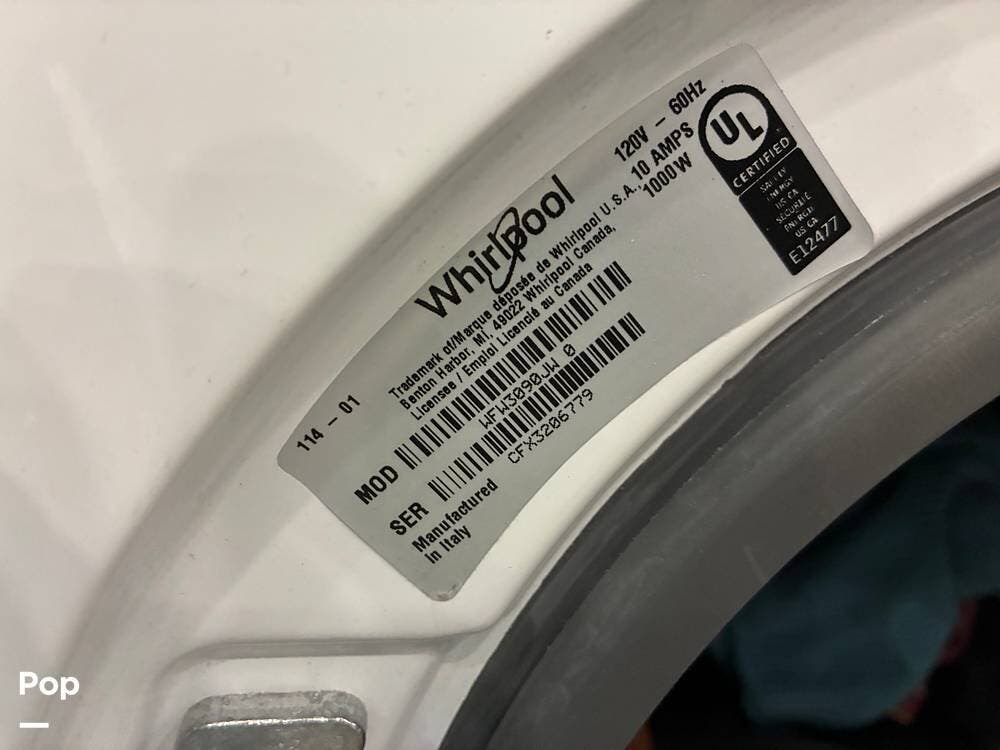 Whirlpool
120V – 60Hz
10 AMPS
1000W
Trademark of/Marque déposée de Whirlpool U.S.A.,
Benton Harbor, MI, 49022 Whirlpool Canada,
Licensee / Emploi Licencié au Canada
114 – 01
MOD
WFW3090JW 0
SER
CFX3206779
Manufactured
in Italy
UL
CERTIFIED
SAFETY
ENERGY
US CA
SÉCURITÉ
ÉNERGIE
US CA
E12477
Pop